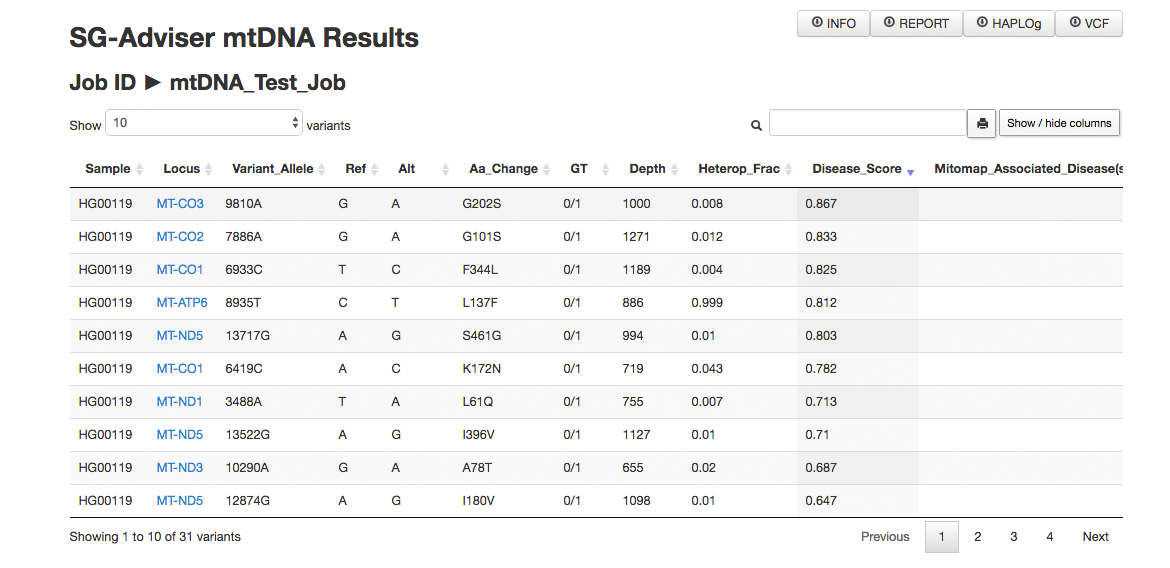 INFO REPORT HAPLOg VCF
SG-Adviser mtDNA Results
Job ID ► mtDNA_Test_Job
Show 10 variants Show / hide columns
Sample Locus Variant_Allele Ref Alt Aa_Change GT Depth Heterop_Frac Disease_Score Mitomap_Associated_Disease(s
HG00119 MT-CO3 9810A G A G202S 0/1 1000 0.008 0.867
HG00119 MT-CO2 7886A G A G101S 0/1 1271 0.012 0.833
HG00119 MT-CO1 6933C T C F344L 0/1 1189 0.004 0.825
HG00119 MT-ATP6 8935T C T L137F 0/1 886 0.999 0.812
HG00119 MT-ND5 13717G A G S461G 0/1 994 0.01 0.803
HG00119 MT-CO1 6419C A C K172N 0/1 719 0.043 0.782
HG00119 MT-ND1 3488A T A L61Q 0/1 755 0.007 0.713
HG00119 MT-ND5 13522G A G I396V 0/1 1127 0.01 0.71
HG00119 MT-ND3 10290A G A A78T 0/1 655 0.02 0.687
HG00119 MT-ND5 12874G A G I180V 0/1 1098 0.01 0.647
Showing 1 to 10 of 31 variants Previous 1 2 3 4 Next